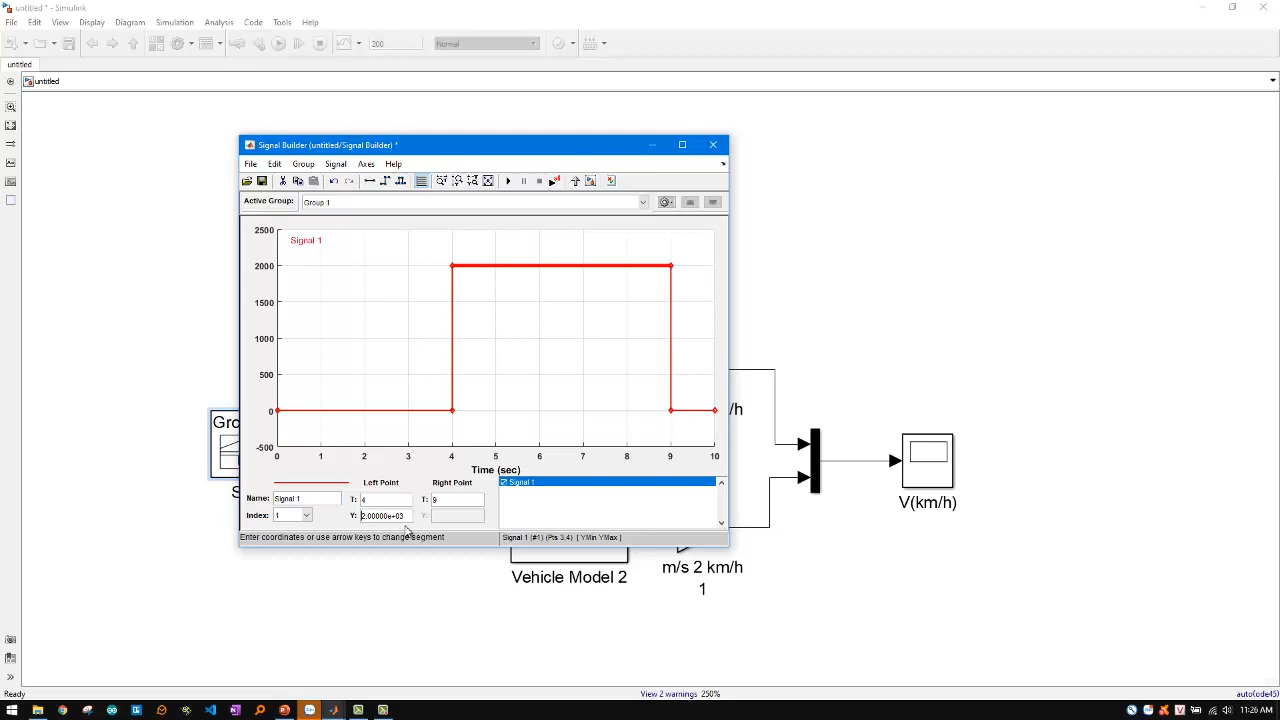 untitled * - Simulink
File Edit View Display Diagram Simulation Analysis Code Tools Help
200
Normal
untitled
untitled
Signal Builder (untitled/Signal Builder) *
File Edit Group Signal Axes Help
Active Group: Group 1
Signal 1
2500
2000
1500
1000
500
0
-500
0 1 2 3 4 5 6 7 8 9 10
Time (sec)
Left Point Right Point
Name: Signal 1 T: 4 T: 9
Index: 1 Y: 2.00000e+03 Y:
Signal 1
Enter coordinates or use arrow keys to change segment
Signal 1 (#1) (Pts 3,4) [ YMin YMax ]
Gro
S
/h
Vehicle Model 2
m/s 2 km/h
1
V(km/h)
Ready
View 2 warnings 250%
auto(ode45)
11:26 AM